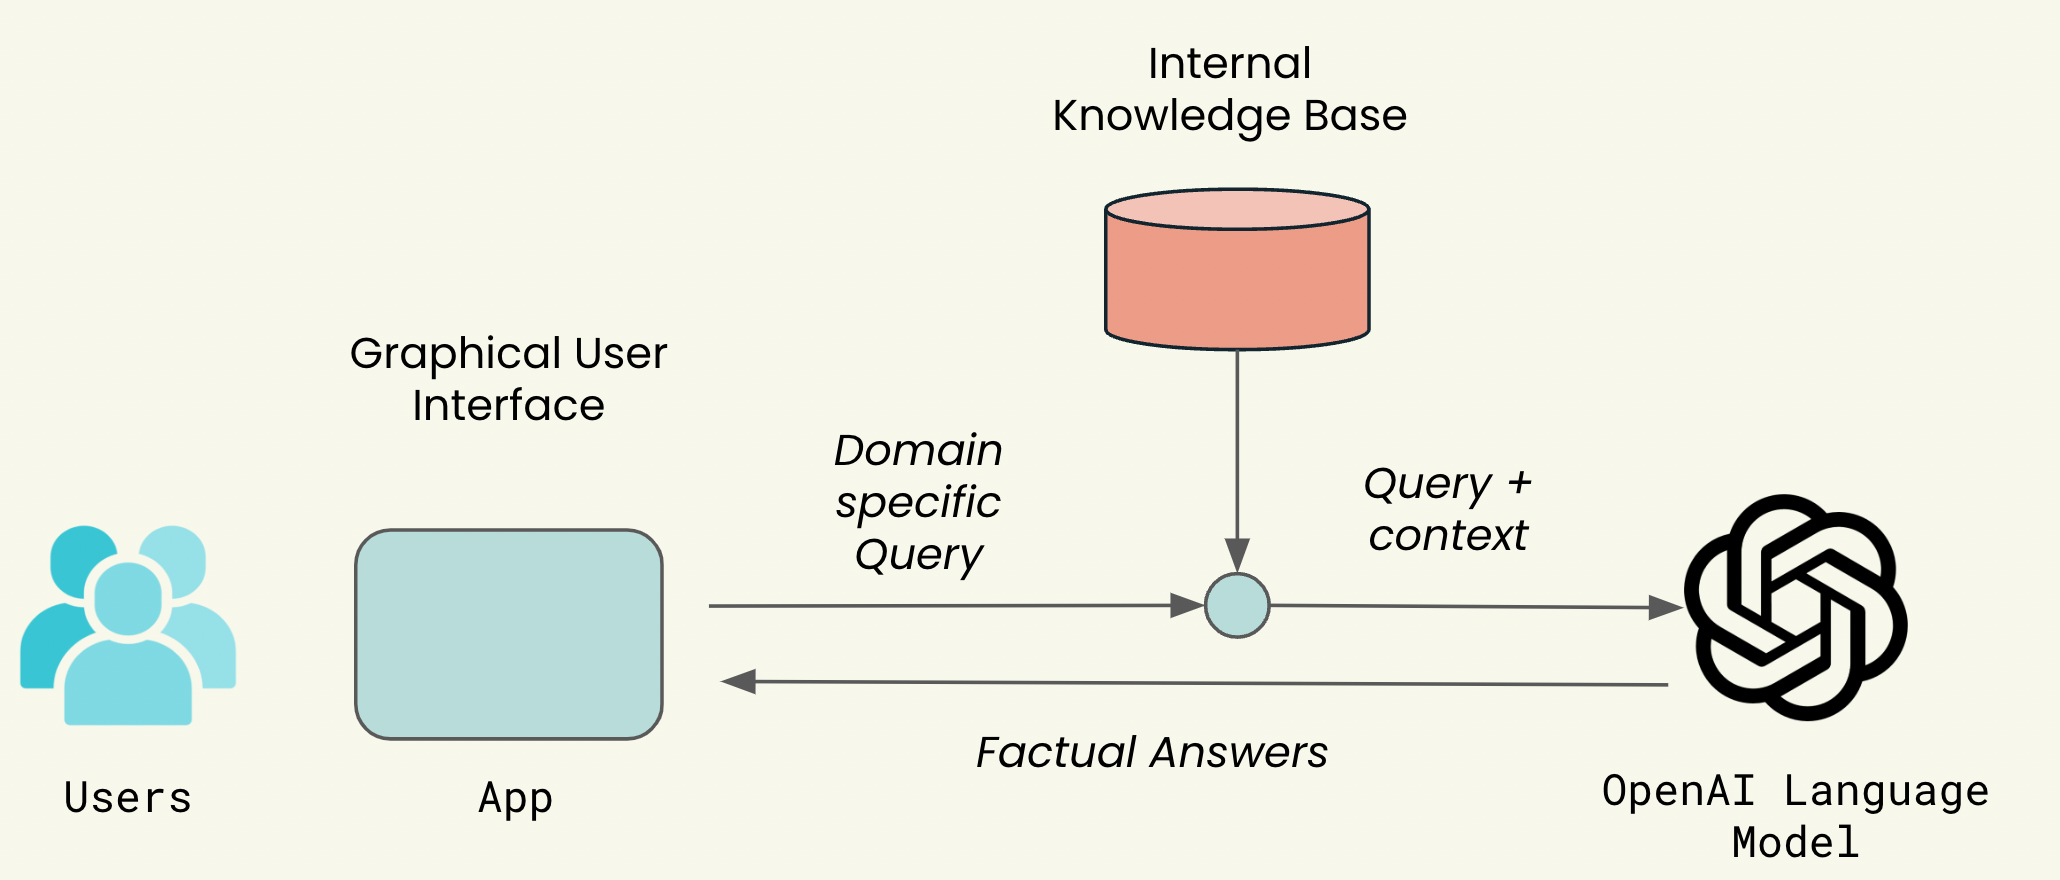 Internal
Knowledge Base
Graphical User
Interface
Domain
specific
Query
Query +
context
Factual Answers
Users
App
OpenAI Language
Model